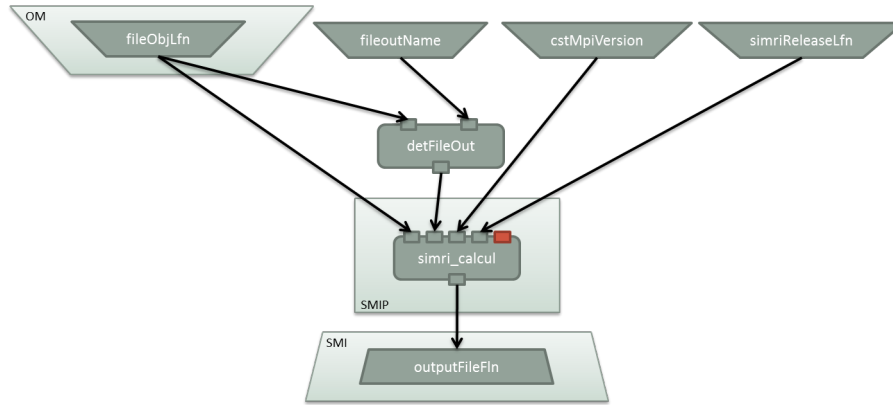 OM
fileObjLfn
fileoutName
cstMpiVersion
simriReleaseLfn
detFileOut
simri_calcul
SMIP
SMI
outputFileFln